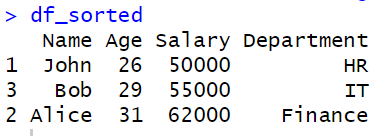 > df_sorted
   Name Age Salary Department
1  John  26  50000         HR
3   Bob  29  55000         IT
2 Alice  31  62000    Finance